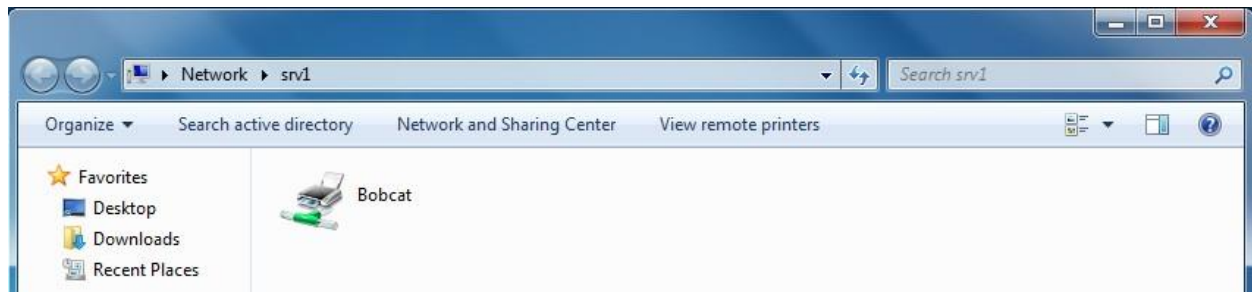 Network srv1 Search srv1
Organize Search active directory Network and Sharing Center View remote printers
Favorites
Desktop
Downloads
Recent Places
Bobcat